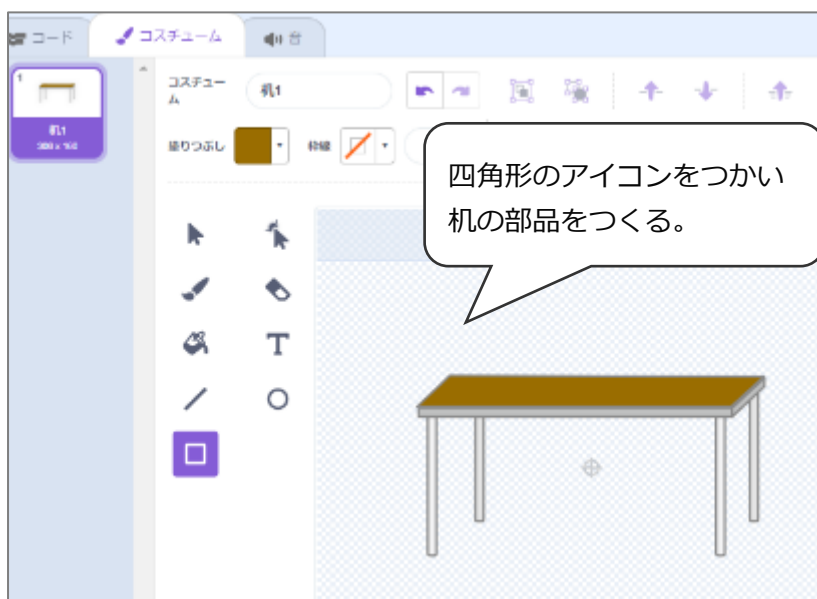 コード
コスチューム
音
1
コスチュー
ム
机1
机1
塗りつぶし
枠線
四角形のアイコンをつかい
机の部品をつくる。
T